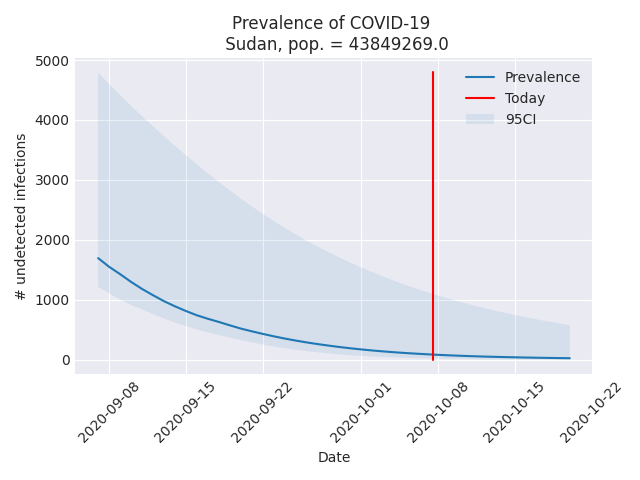 Prevalence of COVID-19
Sudan, pop. = 43849269.0
Prevalence
Today
95CI
# undetected infections
5000
4000
3000
2000
1000
0
2020-09-08
2020-09-15
2020-09-22
2020-10-01
2020-10-08
2020-10-15
2020-10-22
Date